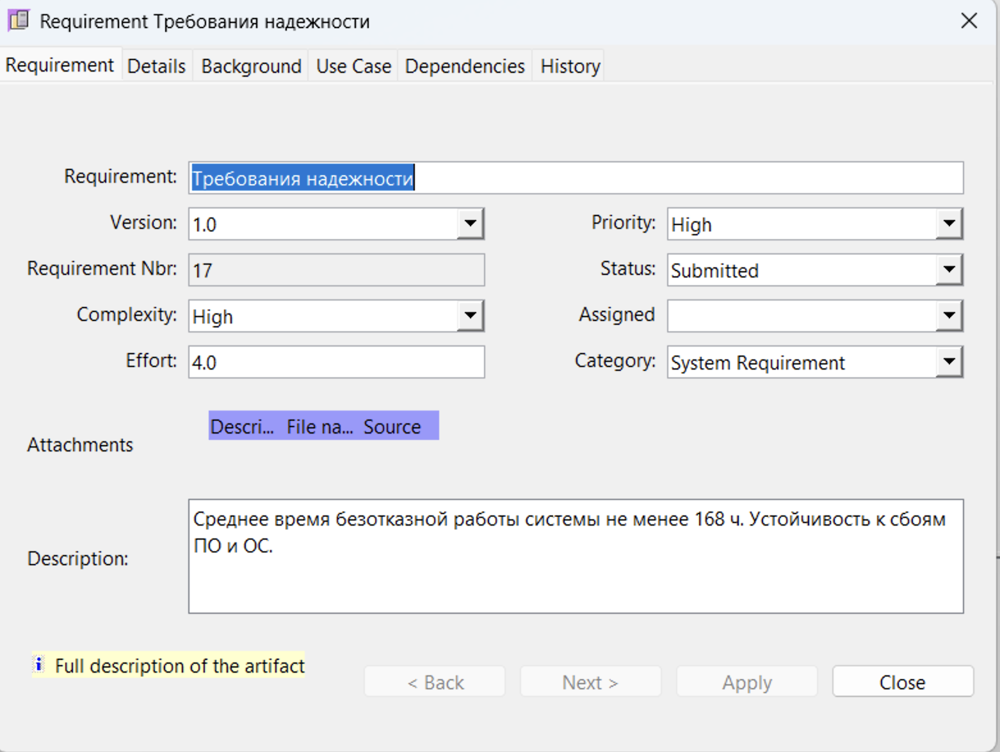 Requirement Требования надежности
Requirement Details Background Use Case Dependencies History
Requirement: Требования надежности
Version: 1.0 Priority: High
Requirement Nbr: 17 Status: Submitted
Complexity: High Assigned
Effort: 4.0 Category: System Requirement
Descri... File na... Source
Attachments
Среднее время безотказной работы системы не менее 168 ч. Устойчивость к сбоям
ПО и ОС.
Description:
i Full description of the artifact
< Back Next > Apply Close